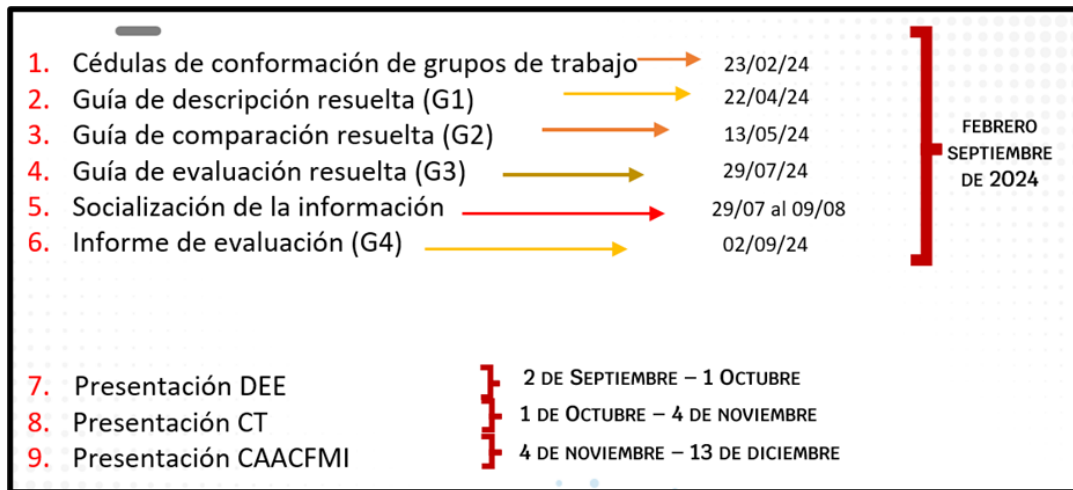 1. Cédulas de conformación de grupos de trabajo 23/02/24
2. Guía de descripción resuelta (G1) 22/04/24
3. Guía de comparación resuelta (G2) 13/05/24
4. Guía de evaluación resuelta (G3) 29/07/24
5. Socialización de la información 29/07 al 09/08
6. Informe de evaluación (G4) 02/09/24
FEBRERO
SEPTIEMBRE
DE 2024
7. Presentación DEE 2 DE SEPTIEMBRE – 1 OCTUBRE
8. Presentación CT 1 DE OCTUBRE – 4 DE NOVIEMBRE
9. Presentación CAACFMI 4 DE NOVIEMBRE – 13 DE DICIEMBRE